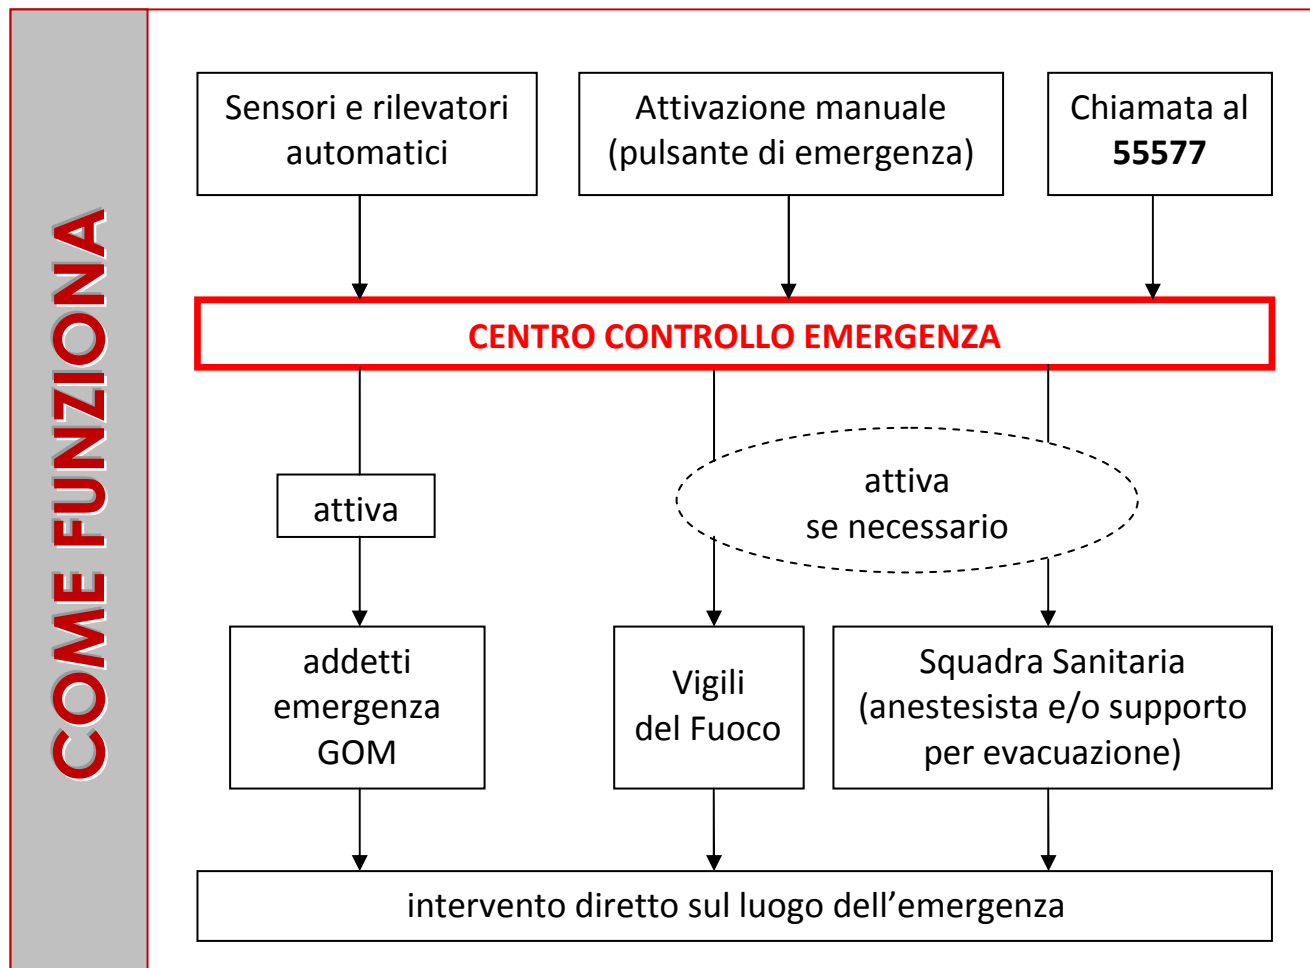 COME FUNZIONA
Sensori e rilevatori
automatici
Attivazione manuale
(pulsante di emergenza)
Chiamata al
55577
CENTRO CONTROLLO EMERGENZA
attiva
attiva
se necessario
addetti
emergenza
GOM
Vigili
del Fuoco
Squadra Sanitaria
(anestesista e/o supporto
per evacuazione)
intervento diretto sul luogo dell’emergenza